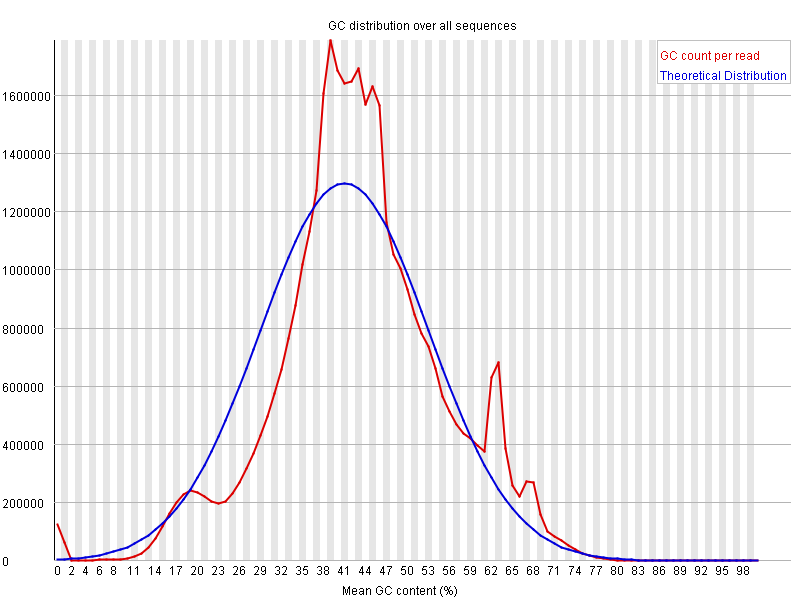 GC distribution over all sequences
GC count per read
Theoretical Distribution
1600000
1400000
1200000
1000000
800000
600000
400000
200000
0
0 2 4 6 8 11 14 17 20 23 26 29 32 35 38 41 44 47 50 53 56 59 62 65 68 71 74 77 80 83 86 89 92 95 98
Mean GC content (%)